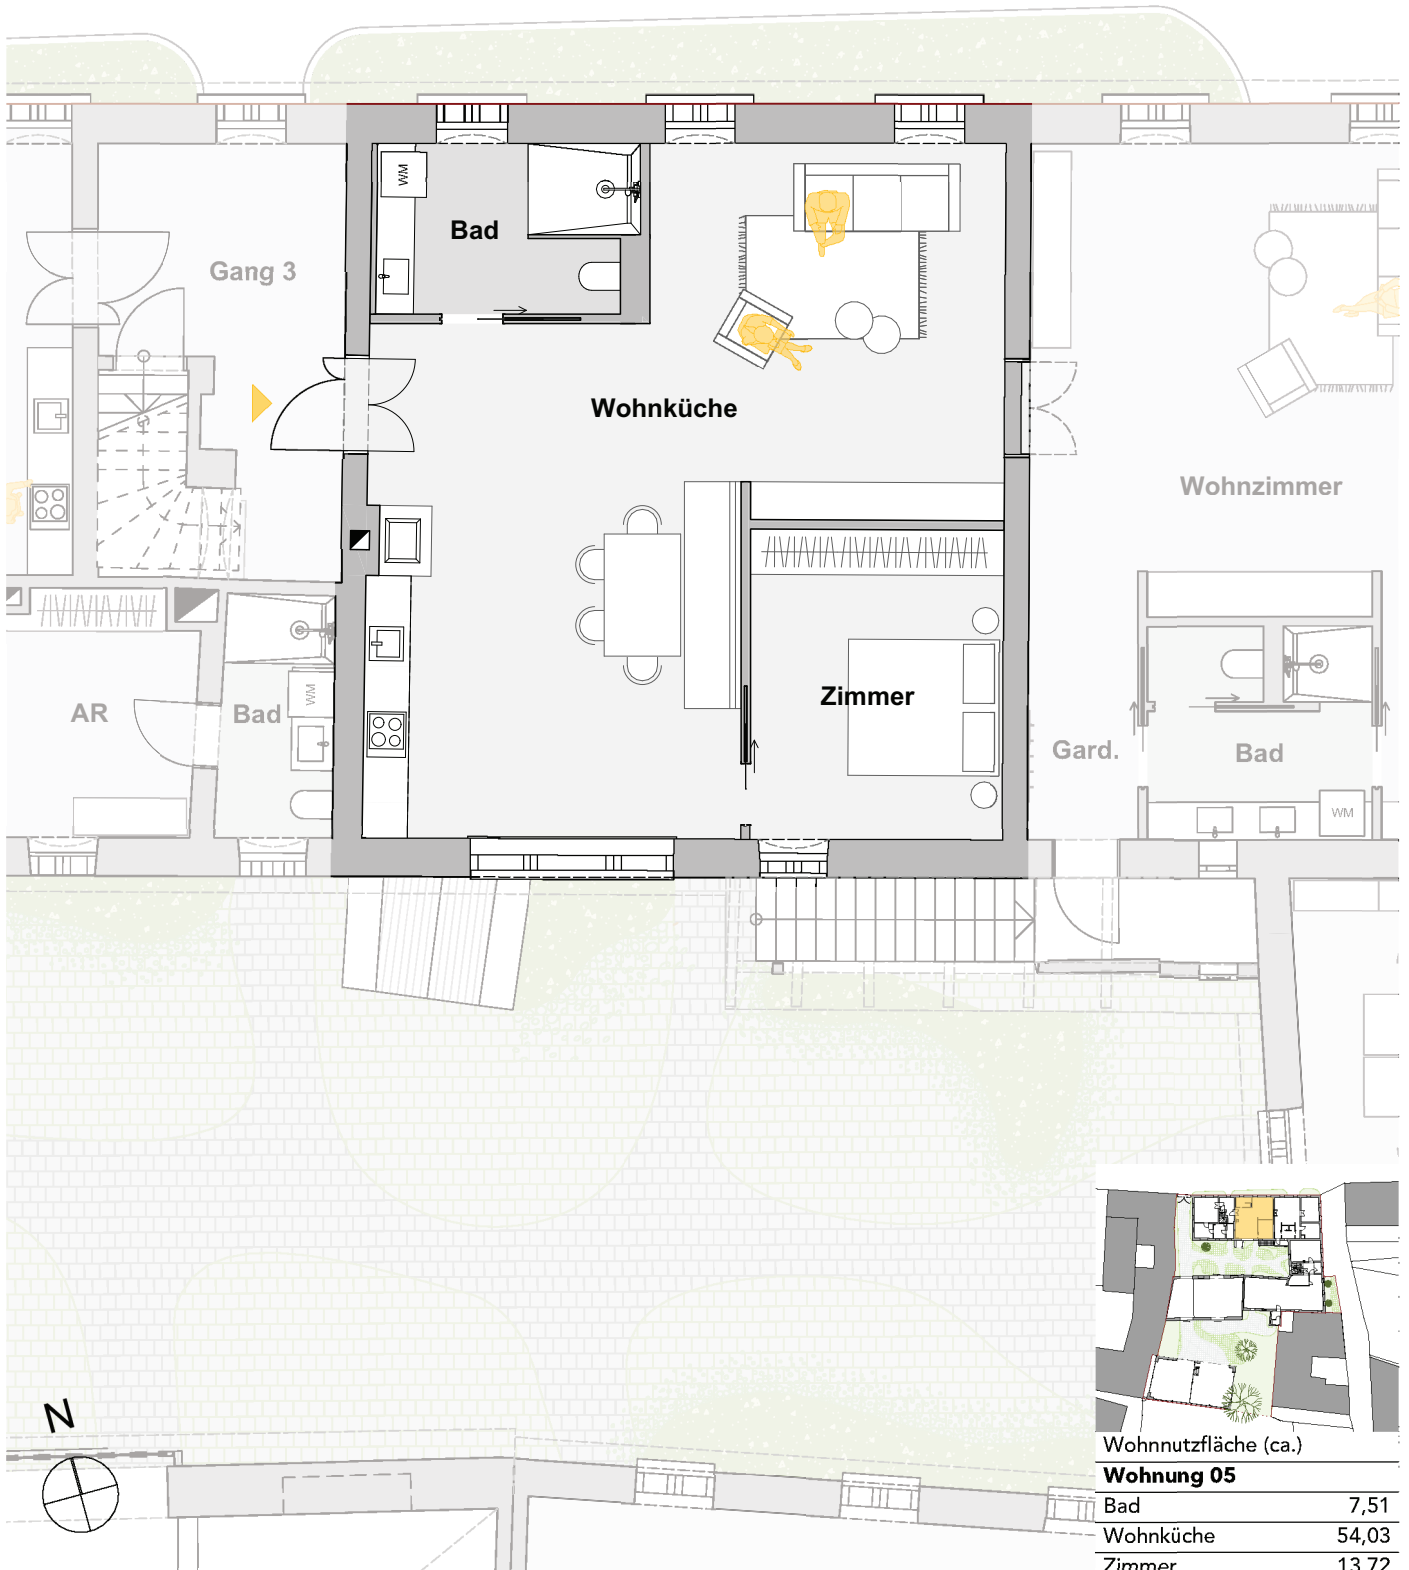 WM
Bad
Gang 3
Wohnküche
Wohnzimmer
Zimmer
AR
WM
Bad
Gard.
Bad
WM
N
Wohnnutzfläche (ca.)
Wohnung 05
Bad 7,51
Wohnküche 54,03
Zimmer 13,72